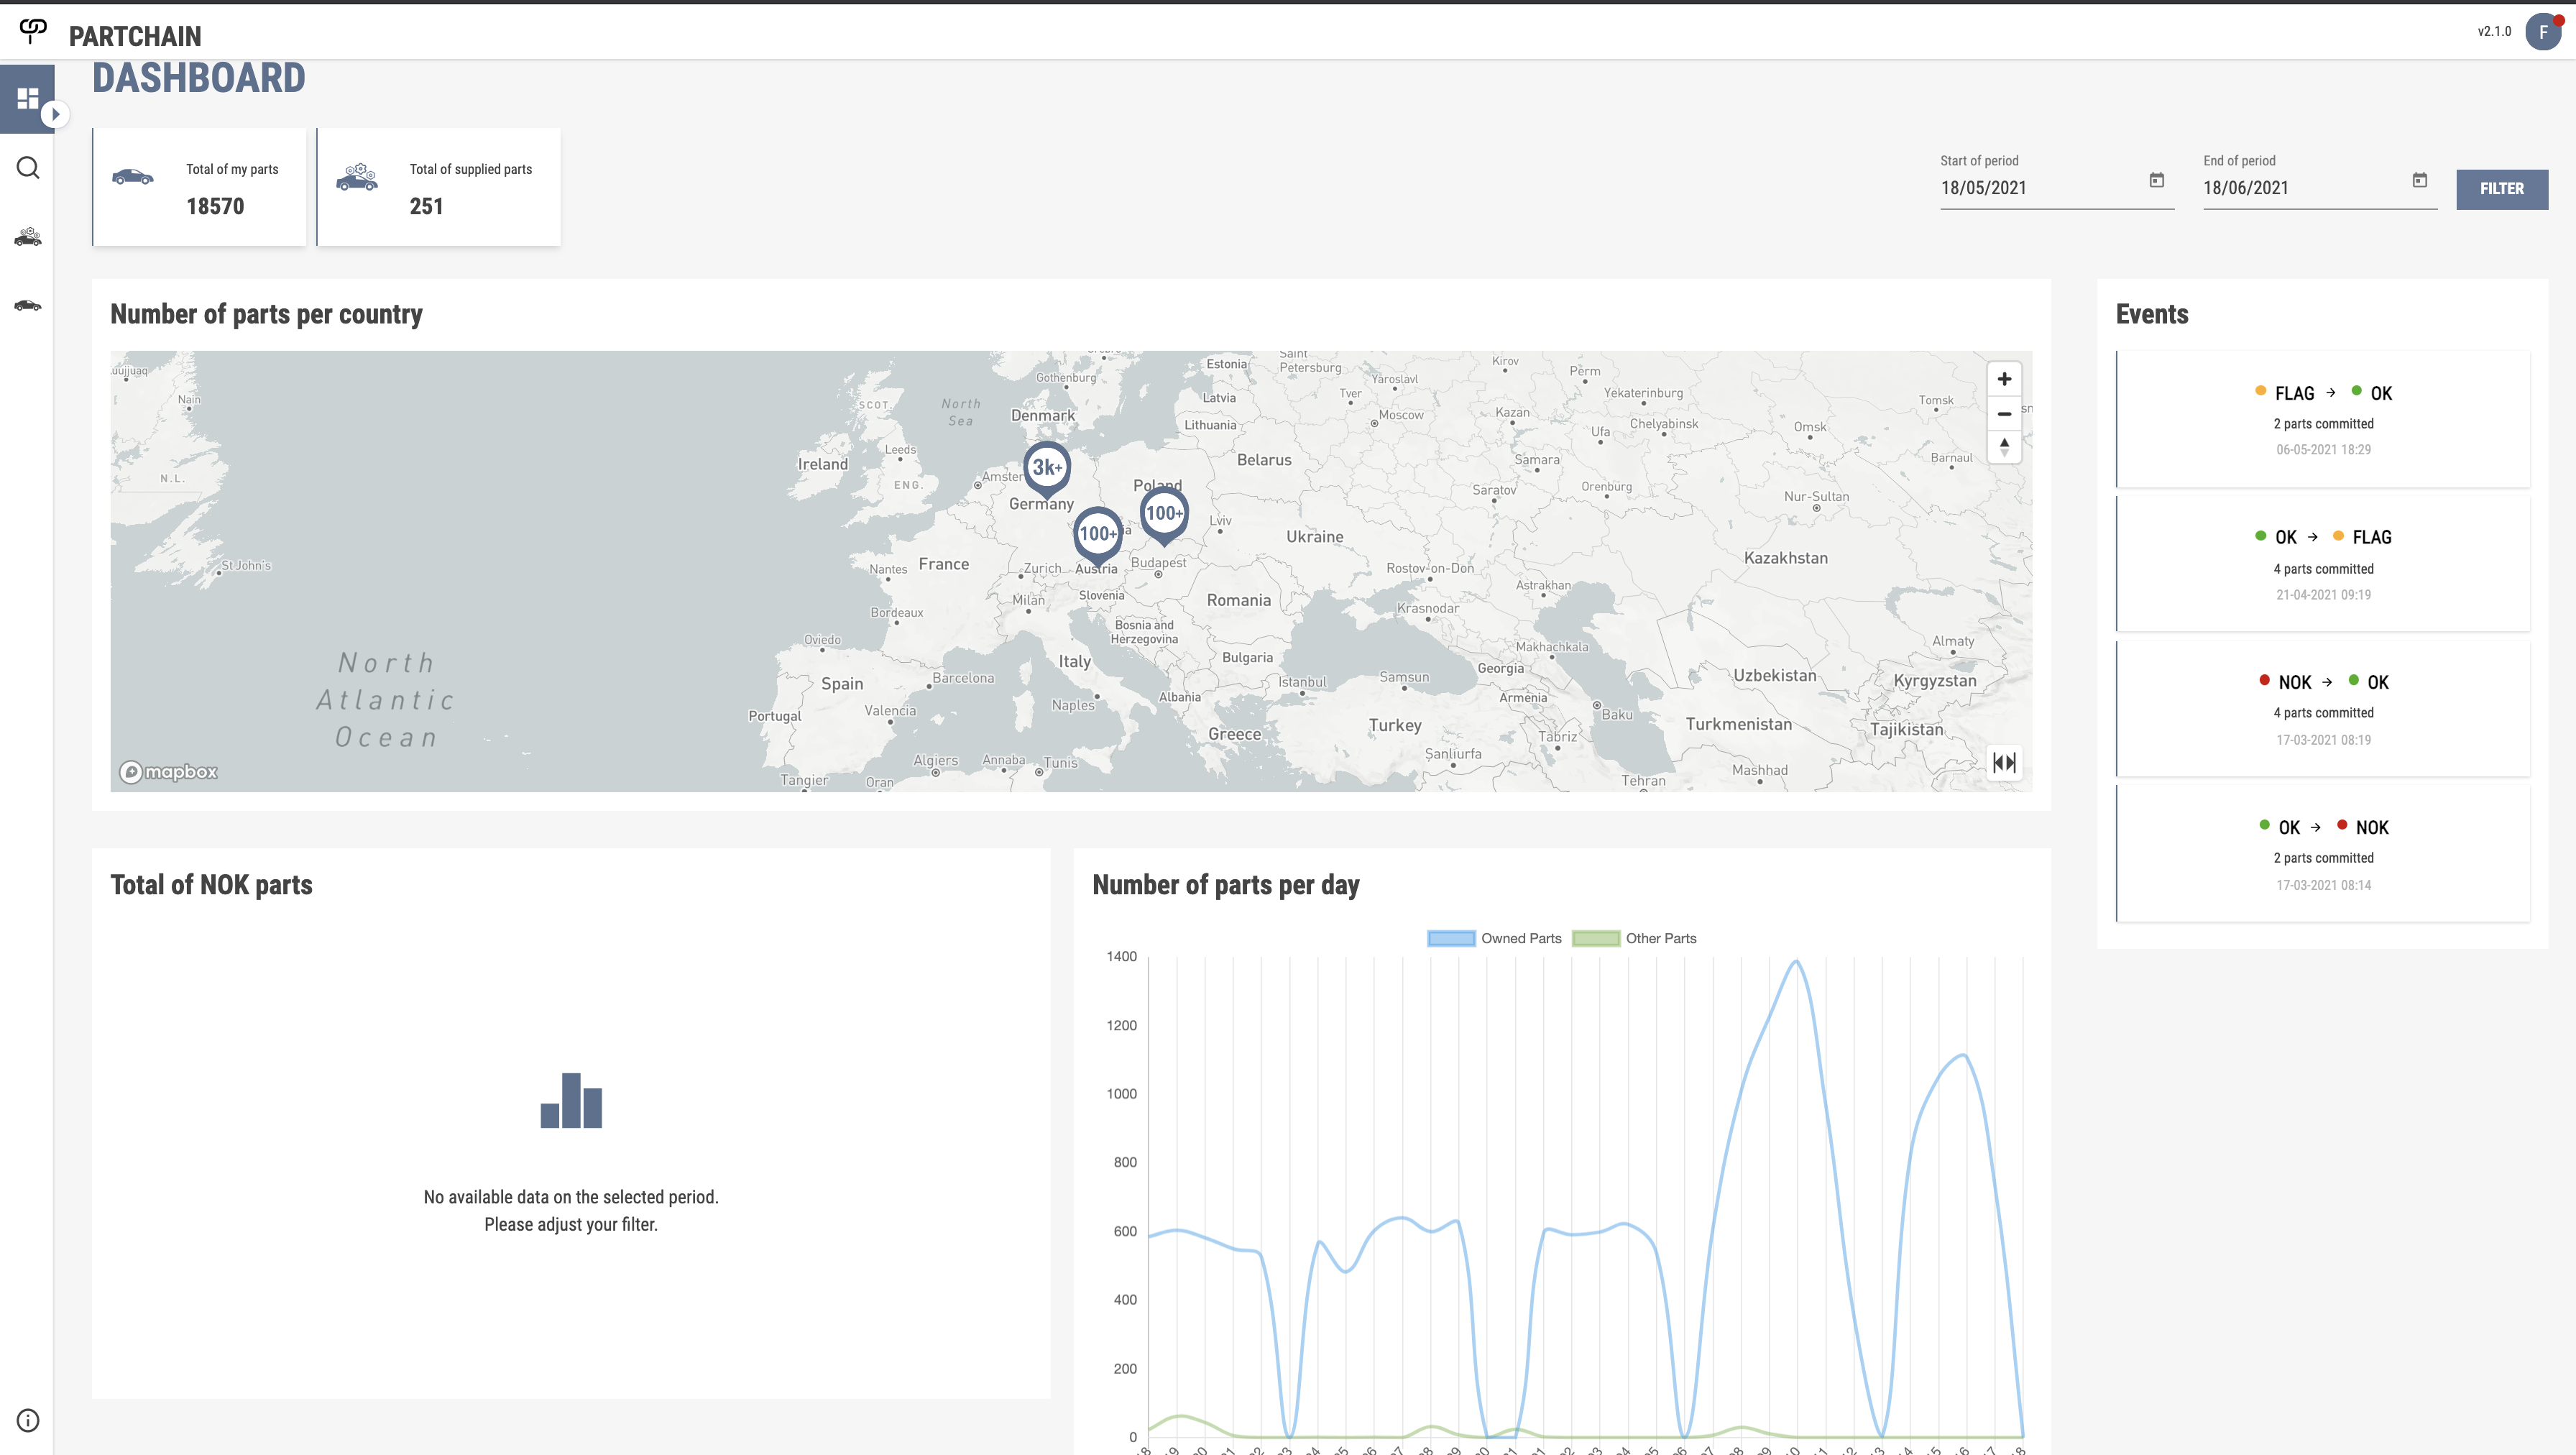 PARTCHAIN
v2.1.0
F
DASHBOARD
Total of my parts
18570
Total of supplied parts
251
Start of period
18/05/2021
End of period
18/06/2021
FILTER
Number of parts per country
Nain
N.L.
St John's
North
Atlantic
Ocean
mapbox
SCOT.
North
Sea
Gothenburg
Denmark
Leeds
Ireland
ENG.
Germany
3k+
100+
100+
Poland
Estonia
Latvia
Lithuania
Belarus
Saint
Petersburg
Tver
Yaroslavl
Moscow
Kirov
Perm
Yekaterinburg
Kazan
Ufa
Chelyabinsk
Samara
Saratov
Orenburg
Tomsk
Omsk
Barnaul
Nur-Sultan
Lviv
Ukraine
Kazakhstan
Nantes
France
Zurich
Austria
Budapest
Milan
Slovenia
Romania
Rostov-on-Don
Astrakhan
Krasnodar
Bordeaux
Bosnia and
Herzegovina
Oviedo
Italy
Bulgaria
Makhachkala
Georgia
Almaty
Spain
Barcelona
Albania
Istanbul
Samsun
Armenia
Uzbekistan
Kyrgyzstan
Portugal
Valencia
Naples
Greece
Turkey
Baku
Turkmenistan
Tajikistan
Tabriz
Şanlıurfa
Algiers
Annaba
Tunis
Tangier
Oran
Tehran
Mashhad
Events
FLAG → OK
2 parts committed
06-05-2021 18:29
OK → FLAG
4 parts committed
21-04-2021 09:19
NOK → OK
4 parts committed
17-03-2021 08:19
OK → NOK
2 parts committed
17-03-2021 08:14
Total of NOK parts
No available data on the selected period.
Please adjust your filter.
Number of parts per day
Owned Parts
Other Parts
1400
1200
1000
800
600
400
200
0